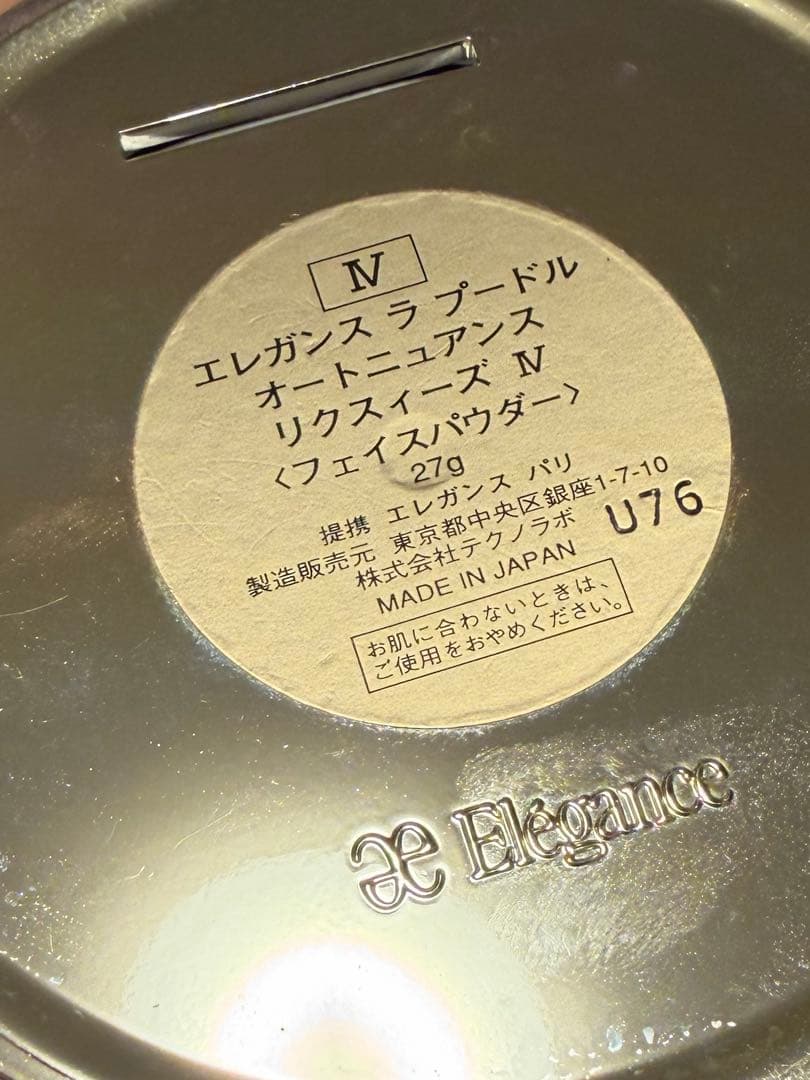 Ⅳ
エレガンス ラ プードル
オートニュアンス
リクスィーズ Ⅳ
〈フェイスパウダー〉
27g
提携 エレガンス パリ
製造販売元 東京都中央区銀座1-7-10
株式会社テクノラボ
U76
MADE IN JAPAN
お肌に合わないときは、
ご使用をおやめください。
æ Elégance